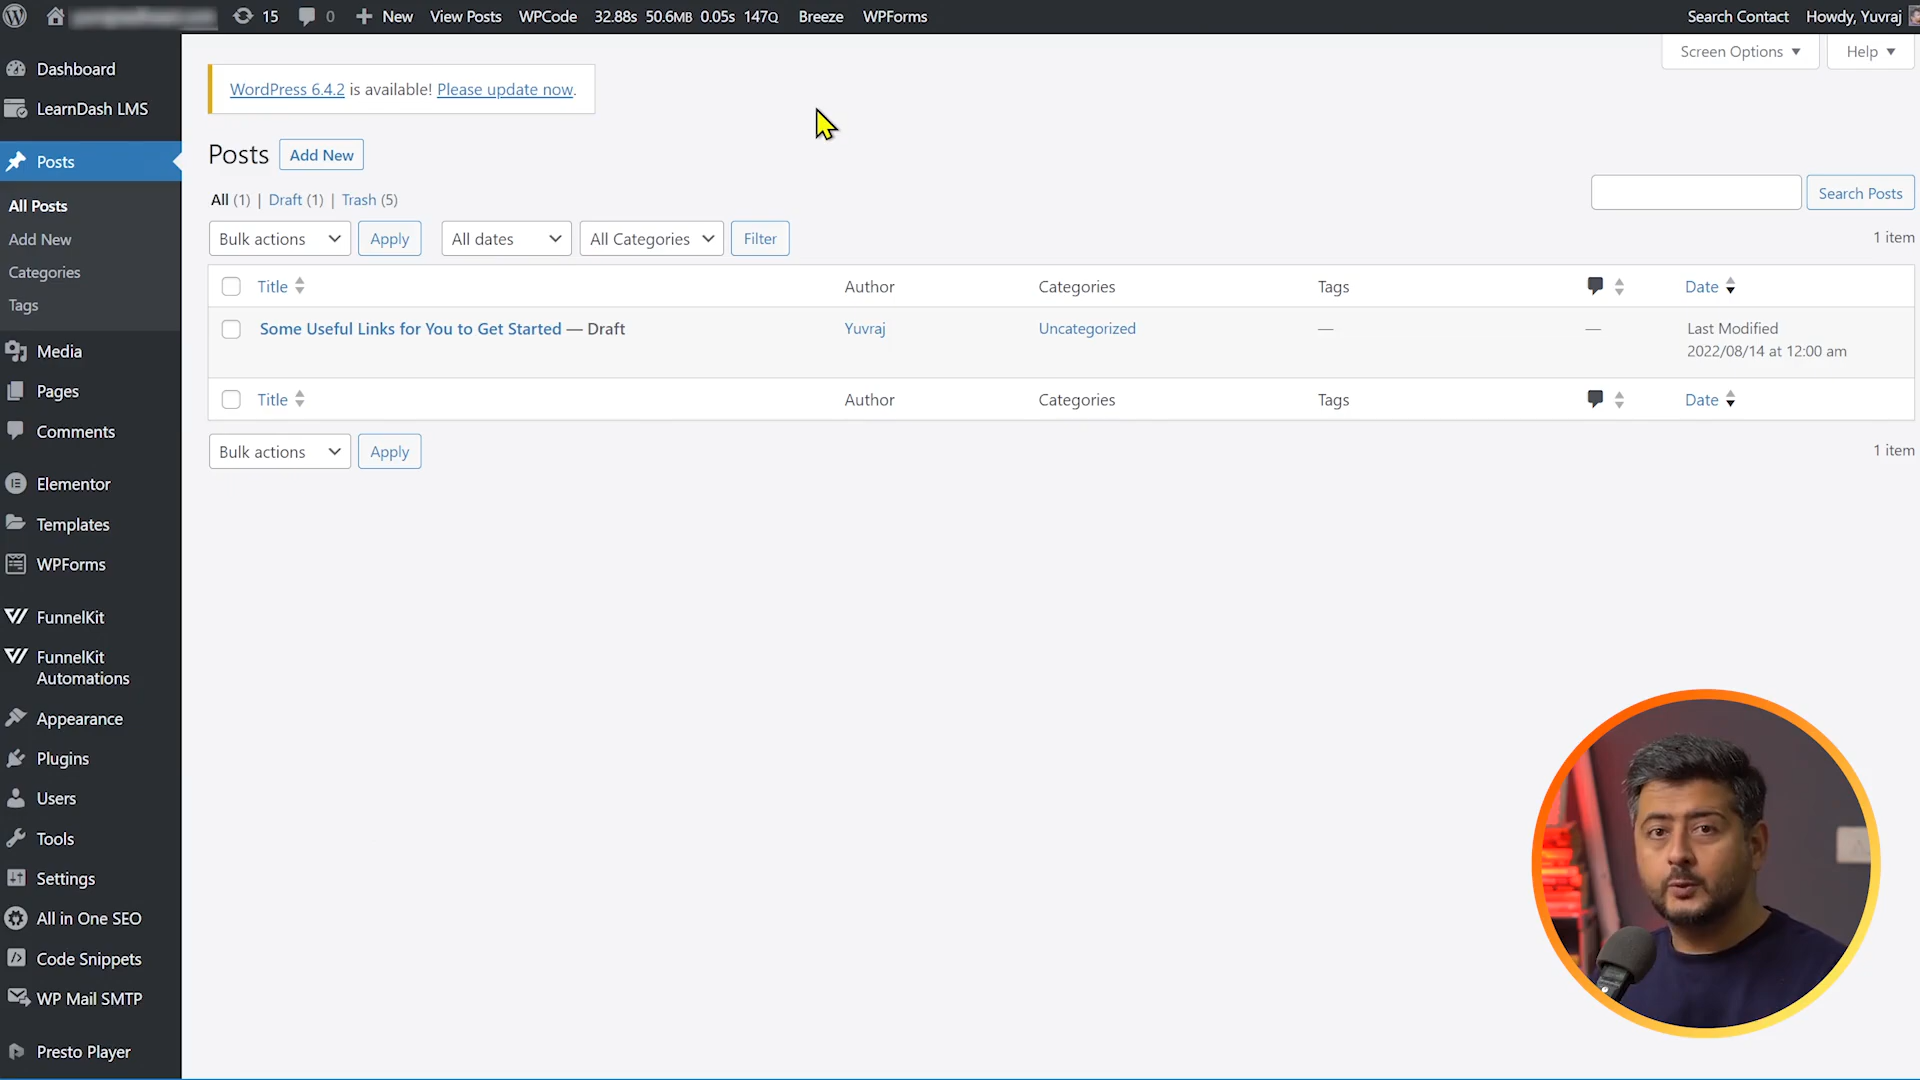 15 0 New View Posts WPCode 32.88s 50.6MB 0.05s 147Q Breeze WPForms Search Contact Howdy, Yuvraj
Screen Options Help
Dashboard
LearnDash LMS
Posts
All Posts
Add New
Categories
Tags
Media
Pages
Comments
Elementor
Templates
WPForms
FunnelKit
FunnelKit
Automations
Appearance
Plugins
Users
Tools
Settings
All in One SEO
Code Snippets
WP Mail SMTP
Presto Player
WordPress 6.4.2 is available! Please update now.
Posts Add New
All (1) | Draft (1) | Trash (5)
Search Posts
Bulk actions Apply All dates All Categories Filter
1 item
Title Author Categories Tags Date
Some Useful Links for You to Get Started — Draft Yuvraj Uncategorized — — Last Modified
2022/08/14 at 12:00 am
Title Author Categories Tags Date
Bulk actions Apply
1 item